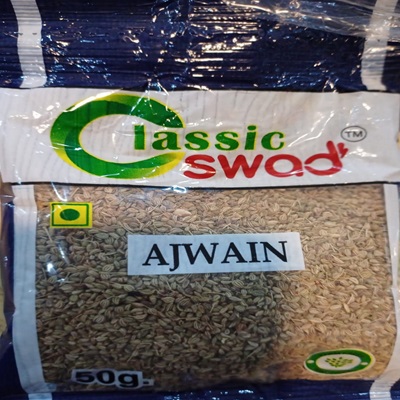 Classic
swad TM
AJWAIN
50g.